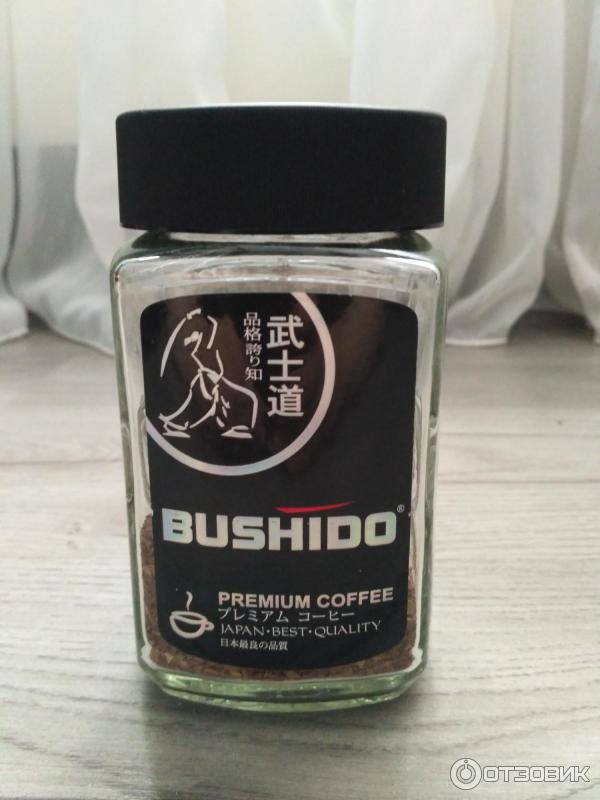 武士道
品格誇り知
BUSHIDO®
PREMIUM COFFEE
プレミアム コーヒー
JAPAN·BEST·QUALITY
日本最良の品質
ОТЗОВИК